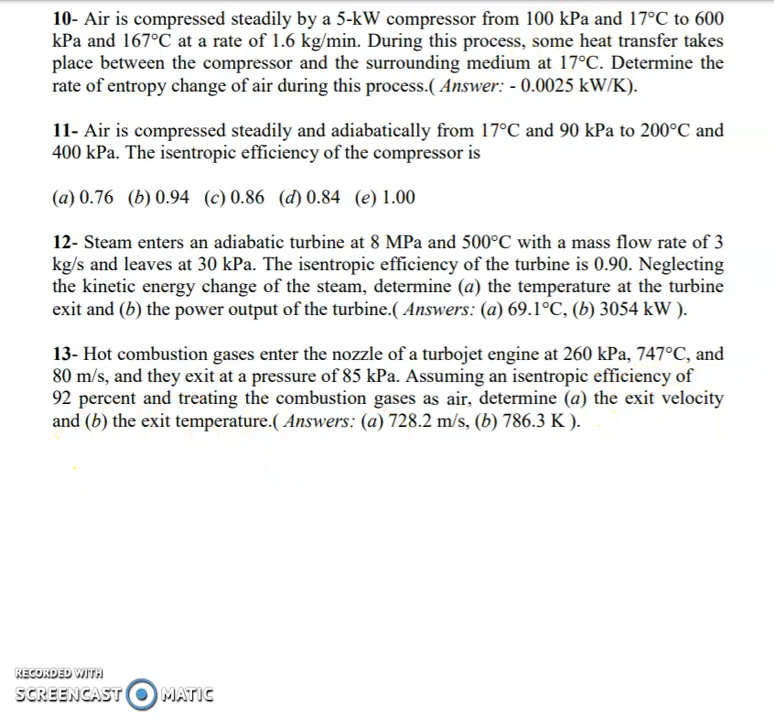 10- Air is compressed steadily by a 5-kW compressor from 100 kPa and 17°C to 600
kPa and 167°C at a rate of 1.6 kg/min. During this process, some heat transfer takes
place between the compressor and the surrounding medium at 17°C. Determine the
rate of entropy change of air during this process.( Answer: - 0.0025 kW/K).
11- Air is compressed steadily and adiabatically from 17°C and 90 kPa to 200°C and
400 kPa. The isentropic efficiency of the compressor is
(a) 0.76 (b) 0.94 (c) 0.86 (d) 0.84 (e) 1.00
12- Steam enters an adiabatic turbine at 8 MPa and 500°C with a mass flow rate of 3
kg/s and leaves at 30 kPa. The isentropic efficiency of the turbine is 0.90. Neglecting
the kinetic energy change of the steam, determine (a) the temperature at the turbine
exit and (b) the power output of the turbine.( Answers: (a) 69.1°C, (b) 3054 kW ).
13- Hot combustion gases enter the nozzle of a turbojet engine at 260 kPa, 747°C, and
80 m/s, and they exit at a pressure of 85 kPa. Assuming an isentropic efficiency of
92 percent and treating the combustion gases as air, determine (a) the exit velocity
and (b) the exit temperature.( Answers: (a) 728.2 m/s, (b) 786.3 K ).
RECORDED WITH
SCREENCAST MATIC